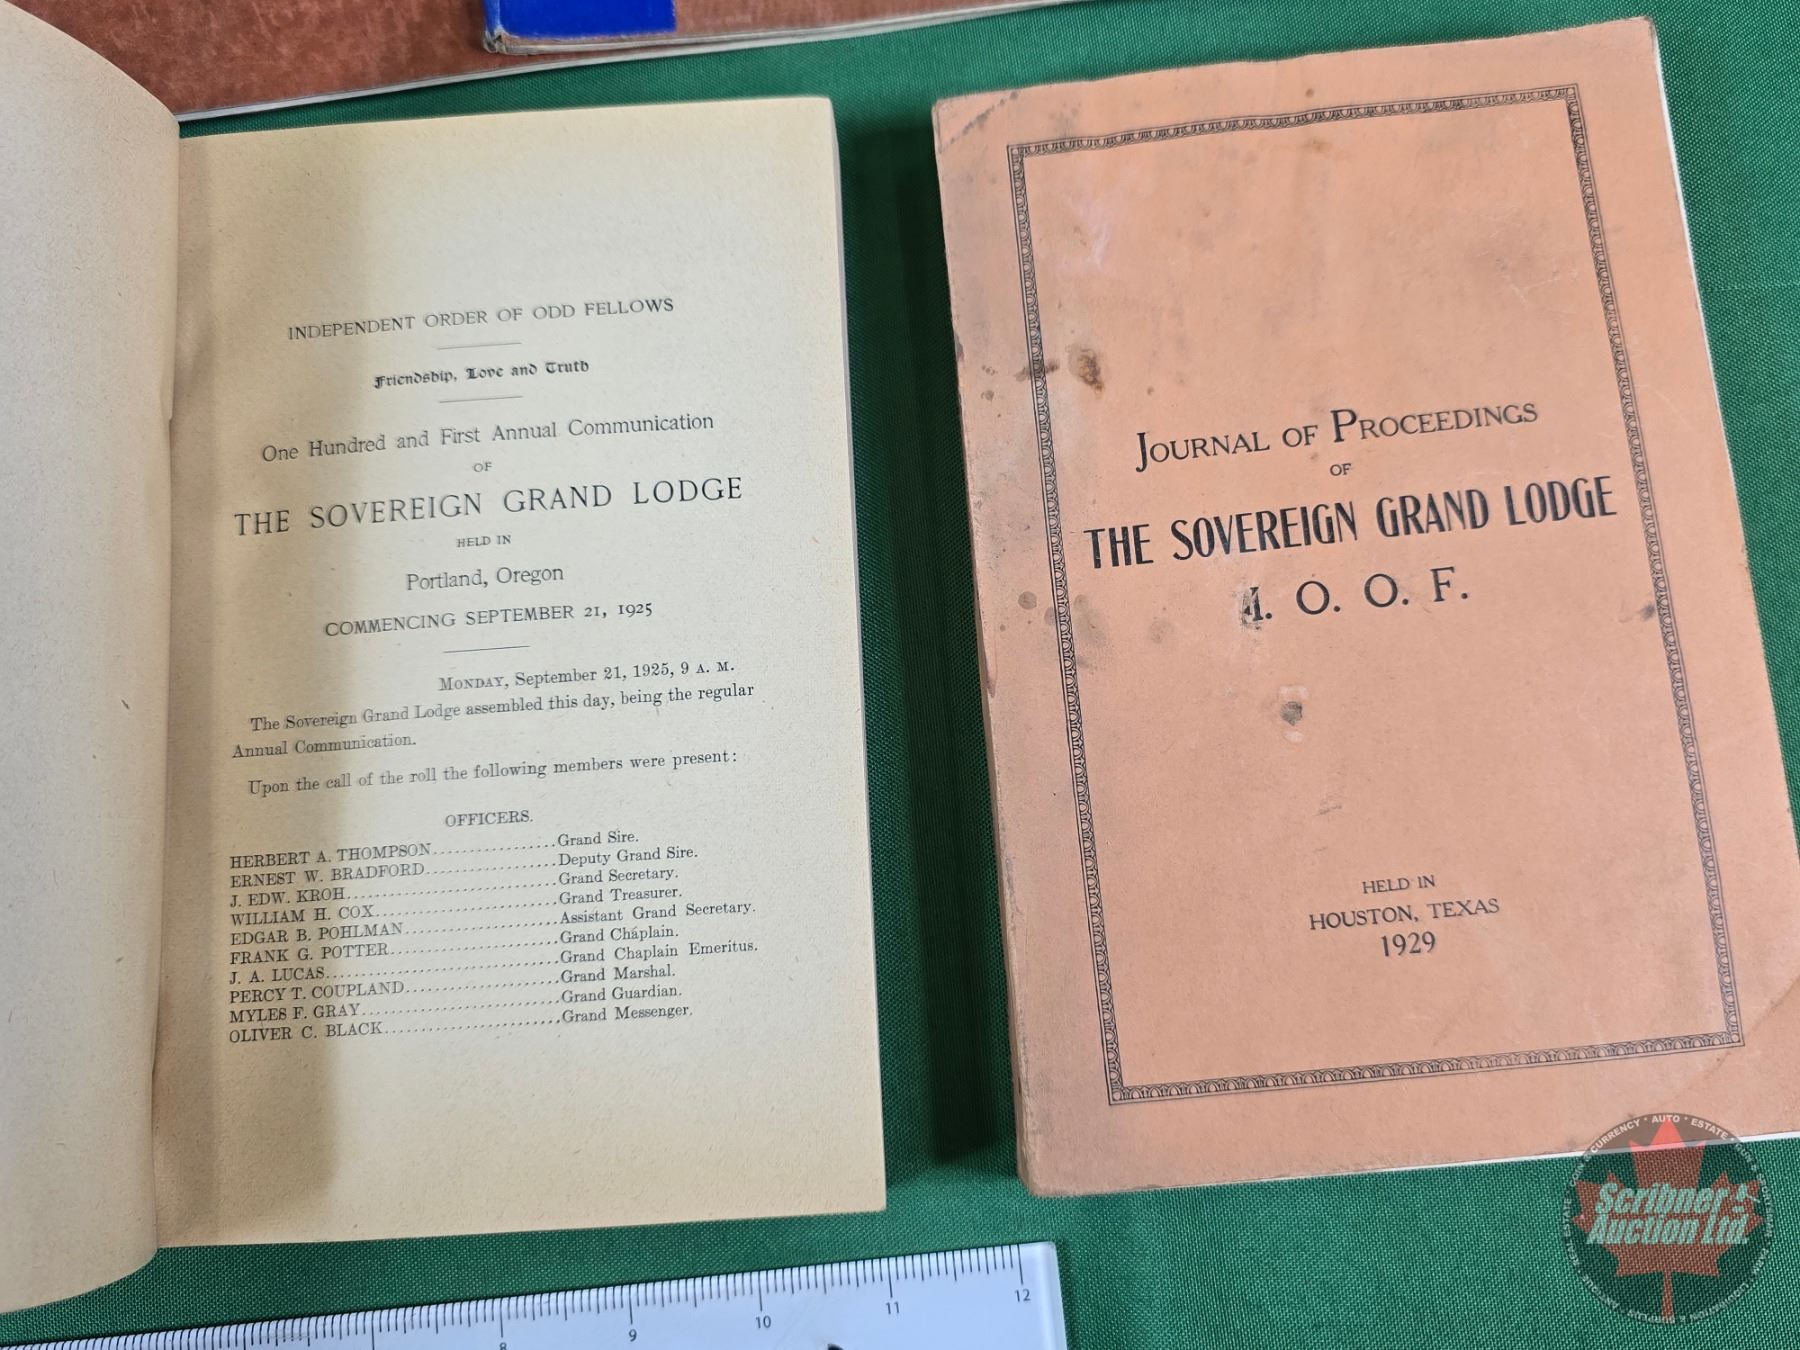 INDEPENDENT ORDER OF ODD FELLOWS
Friendship, Love and Truth
One Hundred and First Annual Communication
OF
THE SOVEREIGN GRAND LODGE
HELD IN
Portland, Oregon
COMMENCING SEPTEMBER 21, 1925
MONDAY, September 21, 1925, 9 A. M.
The Sovereign Grand Lodge assembled this day, being the regular
Annual Communication.
Upon the call of the roll the following members were present:
OFFICERS.
HERBERT A. THOMPSON................Grand Sire.
ERNEST W. BRADFORD................Deputy Grand Sire.
J. EDW. KROH................Grand Secretary.
WILLIAM H. COX................Grand Treasurer.
EDGAR B. POHLMAN................Assistant Grand Secretary.
FRANK G. POTTER................Grand Chaplain.
J. A. LUCAS................Grand Chaplain Emeritus.
PERCY T. COUPLAND................Grand Marshal.
MYLES F. GRAY................Grand Guardian.
OLIVER C. BLACK................Grand Messenger.
JOURNAL OF PROCEEDINGS
OF
THE SOVEREIGN GRAND LODGE
I. O. O. F.
HELD IN
HOUSTON, TEXAS
1929
8 9 10 11 12
Scribner
Auction Ltd.